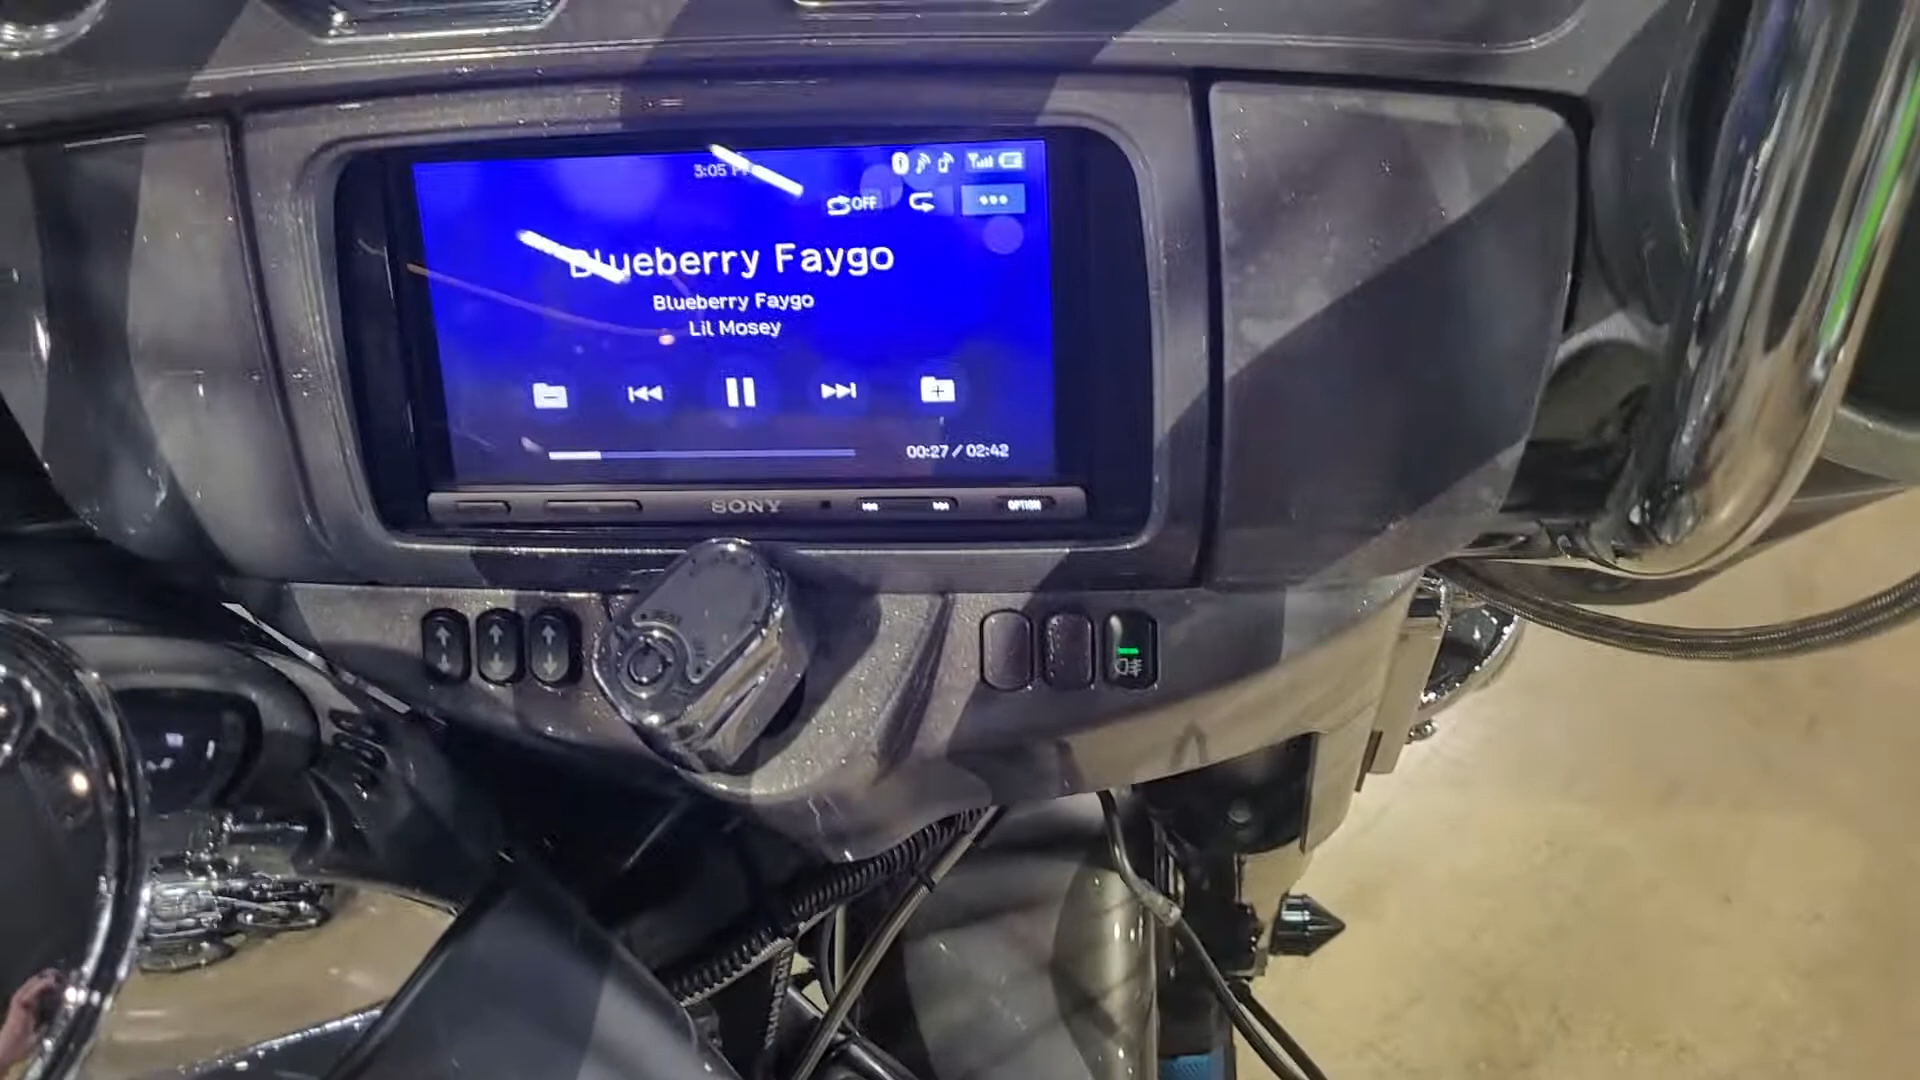 3:05 P
OFF
Blueberry Faygo
Blueberry Faygo
Lil Mosey
00:27 / 02:42
SONY
OPTION